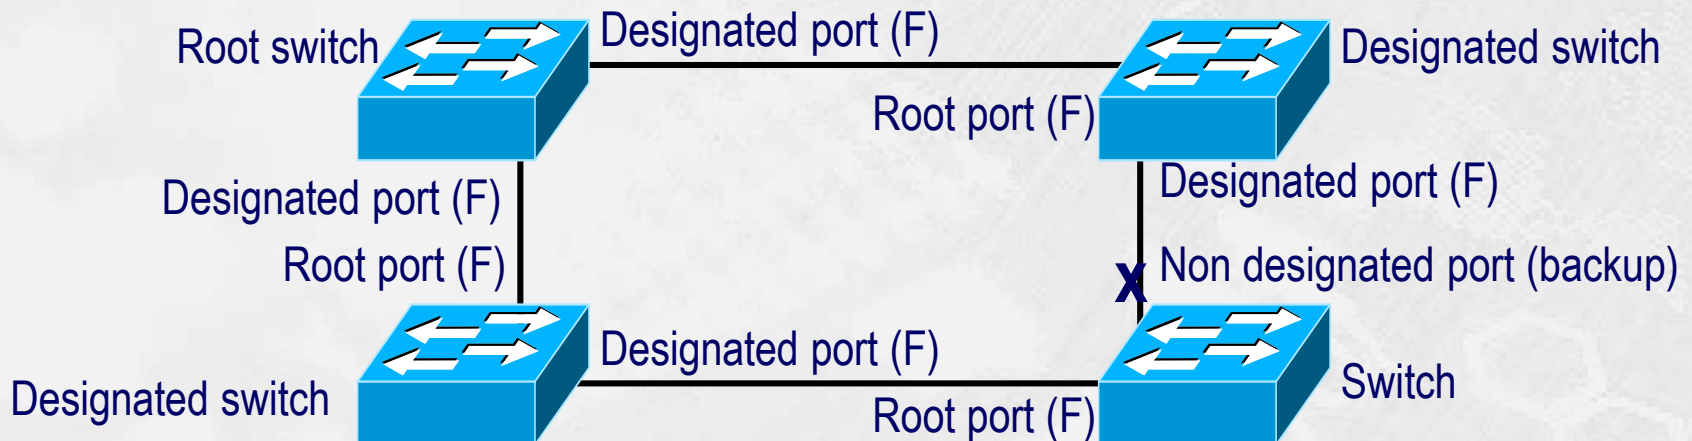 Root switch
Designated port (F)
Designated switch
Root port (F)
Designated port (F)
Designated port (F)
Root port (F)
X
Non designated port (backup)
Designated port (F)
Designated switch
Switch
Root port (F)